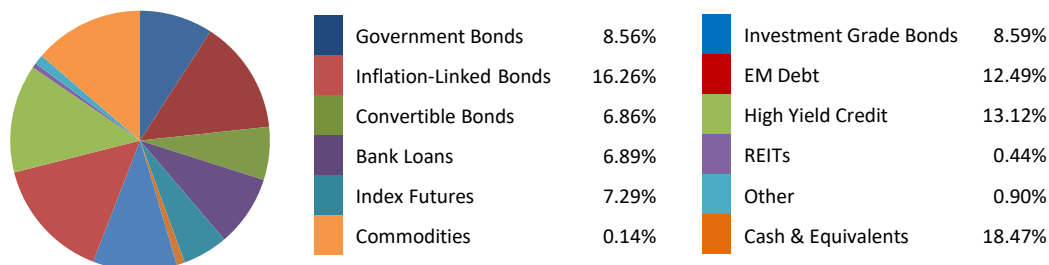 Government Bonds 8.56%
Inflation-Linked Bonds 16.26%
Convertible Bonds 6.86%
Bank Loans 6.89%
Index Futures 7.29%
Commodities 0.14%
Investment Grade Bonds 8.59%
EM Debt 12.49%
High Yield Credit 13.12%
REITs 0.44%
Other 0.90%
Cash & Equivalents 18.47%